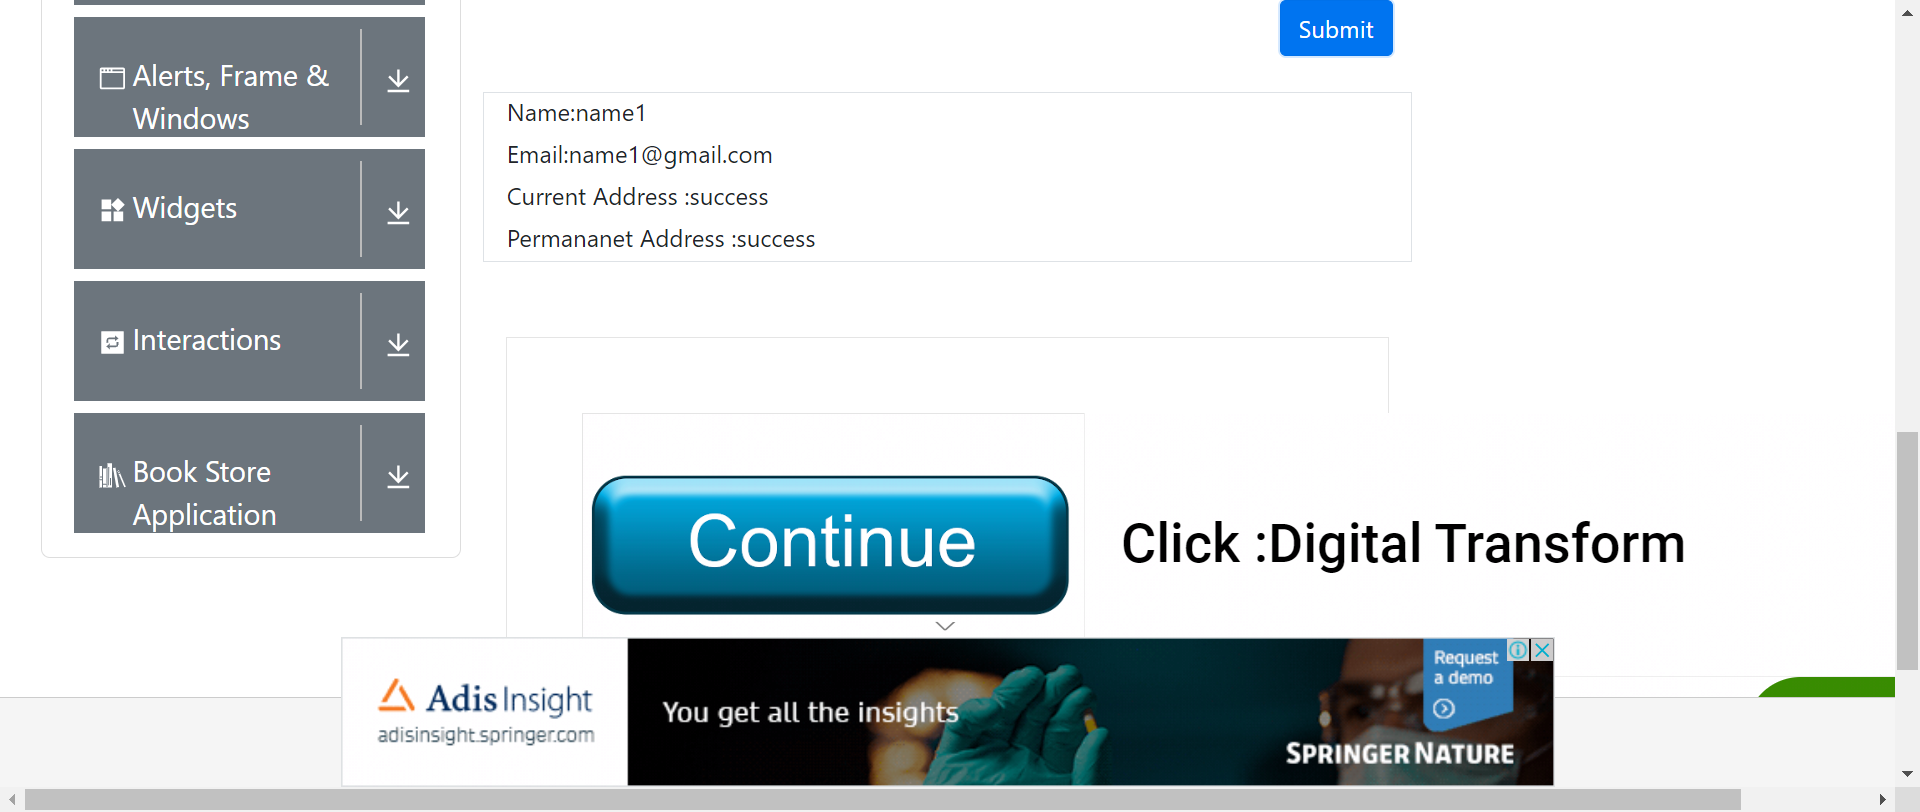 Submit
Alerts, Frame &
Windows
Widgets
Interactions
Book Store
Application
Name:name1
Email:name1@gmail.com
Current Address :success
Permananet Address :success
Continue
Click :Digital Transform
Adis Insight
adisinsight.springer.com
You get all the insights
Request
a demo
SPRINGER NATURE